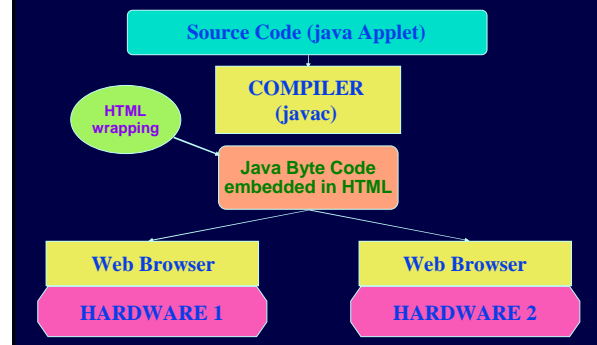 Source Code (java Applet)
COMPILER
(javac)
HTML
wrapping
Java Byte Code
embedded in HTML
Web Browser
Web Browser
HARDWARE 1
HARDWARE 2